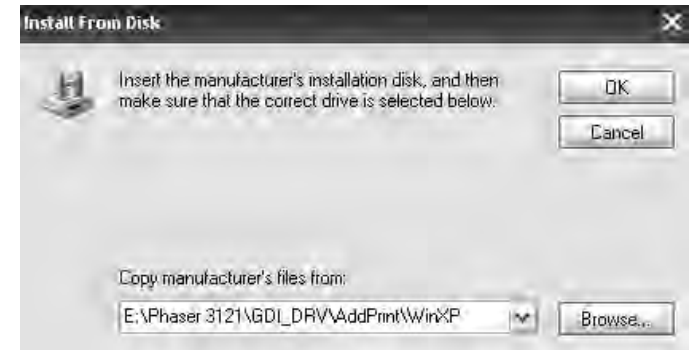 Install From Disk
Insert the manufacturer's installation disk, and then
make sure that the correct drive is selected below.
OK
Cancel
Copy manufacturer's files from:
E:\Phaser 3121\GDI_DRV\AddPrint\WinXP
Browse...